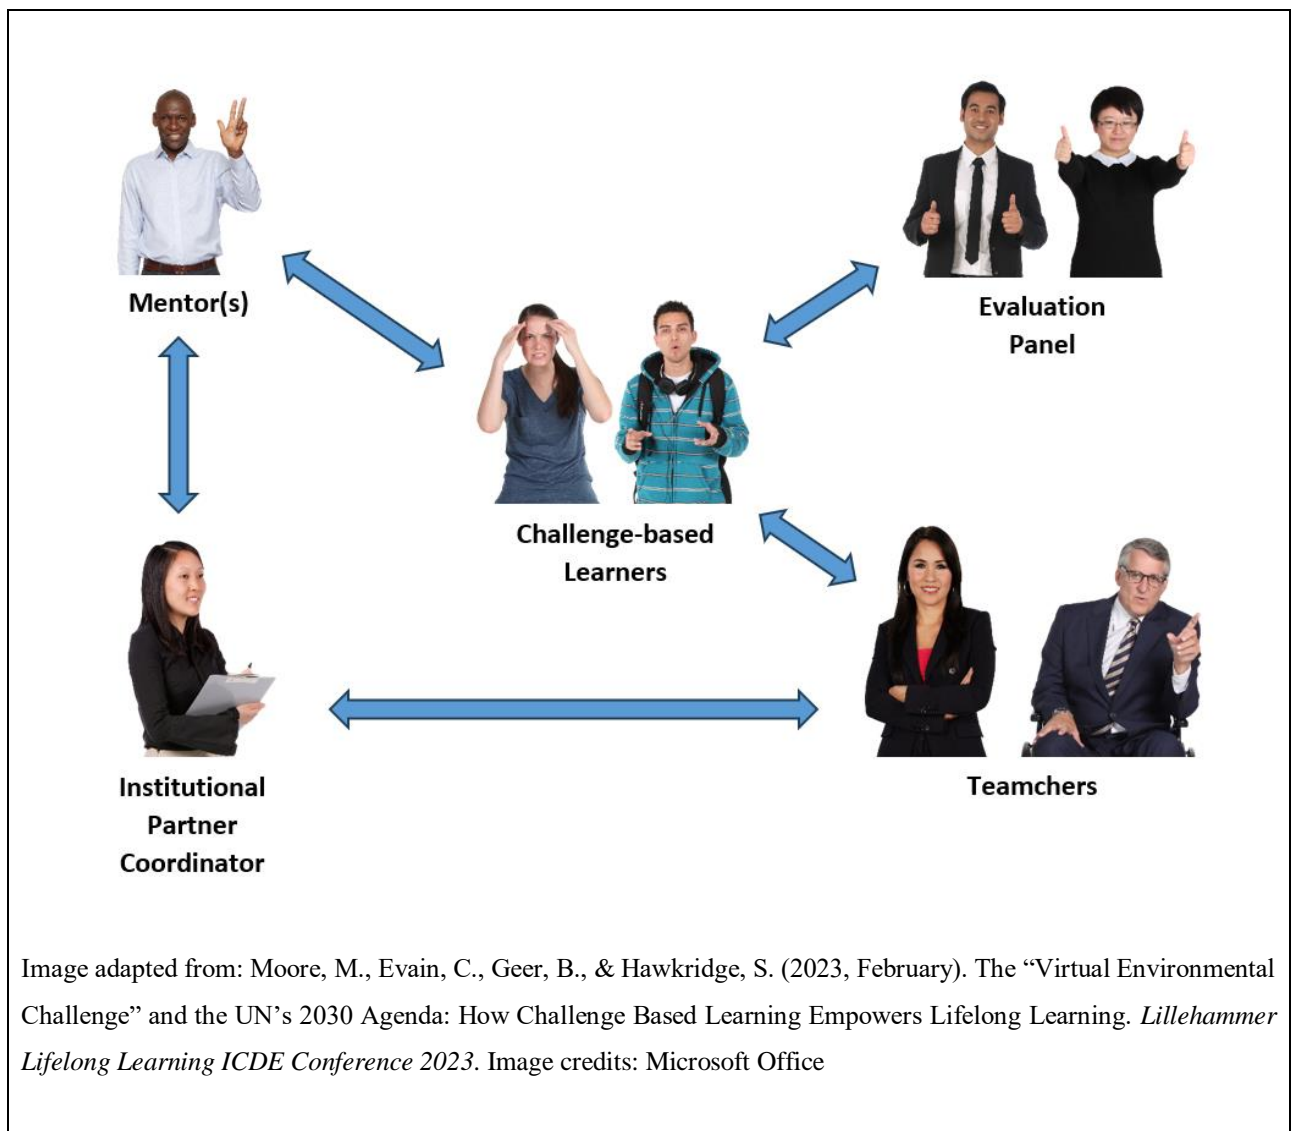 Mentor(s)
Evaluation
Panel
Challenge-based
Learners
Institutional
Partner
Coordinator
Teamchers
Image adapted from: Moore, M., Evain, C., Geer, B., & Hawkridge, S. (2023, February). The “Virtual Environmental
Challenge” and the UN’s 2030 Agenda: How Challenge Based Learning Empowers Lifelong Learning. Lillehammer
Lifelong Learning ICDE Conference 2023. Image credits: Microsoft Office